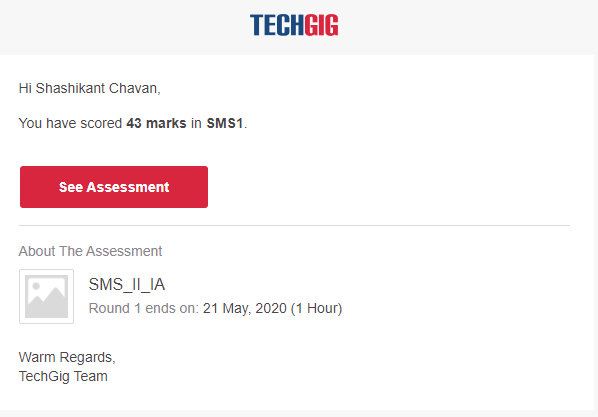 TECHGIG
Hi Shashikant Chavan,
You have scored 43 marks in SMS1.
See Assessment
About The Assessment
SMS_II_IA
Round 1 ends on: 21 May, 2020 (1 Hour)
Warm Regards,
TechGig Team